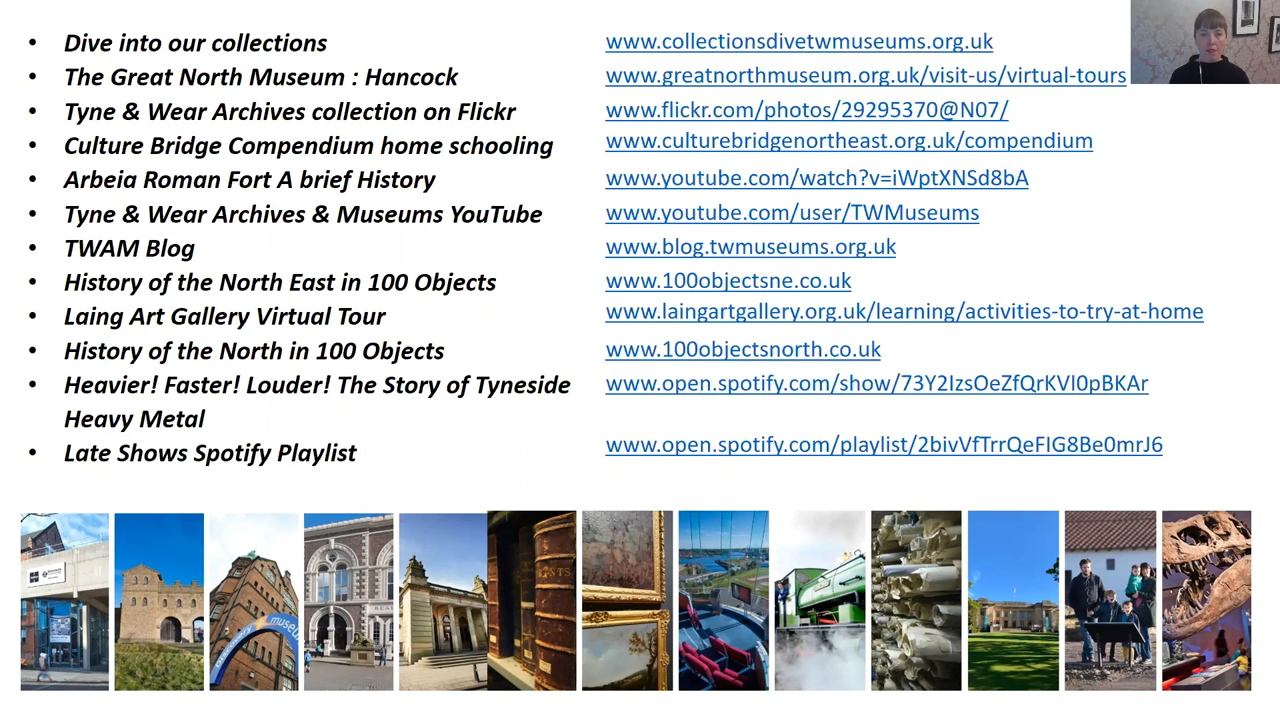 • Dive into our collections www.collectionsdivetwmuseums.org.uk
• The Great North Museum : Hancock www.greatnorthmuseum.org.uk/visit-us/virtual-tours
• Tyne & Wear Archives collection on Flickr www.flickr.com/photos/29295370@N07/
• Culture Bridge Compendium home schooling www.culturebridgenortheast.org.uk/compendium
• Arbeia Roman Fort A brief History www.youtube.com/watch?v=iWptXNSd8bA
• Tyne & Wear Archives & Museums YouTube www.youtube.com/user/TWMuseums
• TWAM Blog www.blog.twmuseums.org.uk
• History of the North East in 100 Objects www.100objectsne.co.uk
• Laing Art Gallery Virtual Tour www.laingartgallery.org.uk/learning/activities-to-try-at-home
• History of the North in 100 Objects www.100objectsnorth.co.uk
• Heavier! Faster! Louder! The Story of Tyneside www.open.spotify.com/show/73Y2IzsOeZfQrKVI0pBKAr
Heavy Metal
• Late Shows Spotify Playlist www.open.spotify.com/playlist/2bivVfTrrQeFIG8Be0mrJ6
discovery museum
NTS